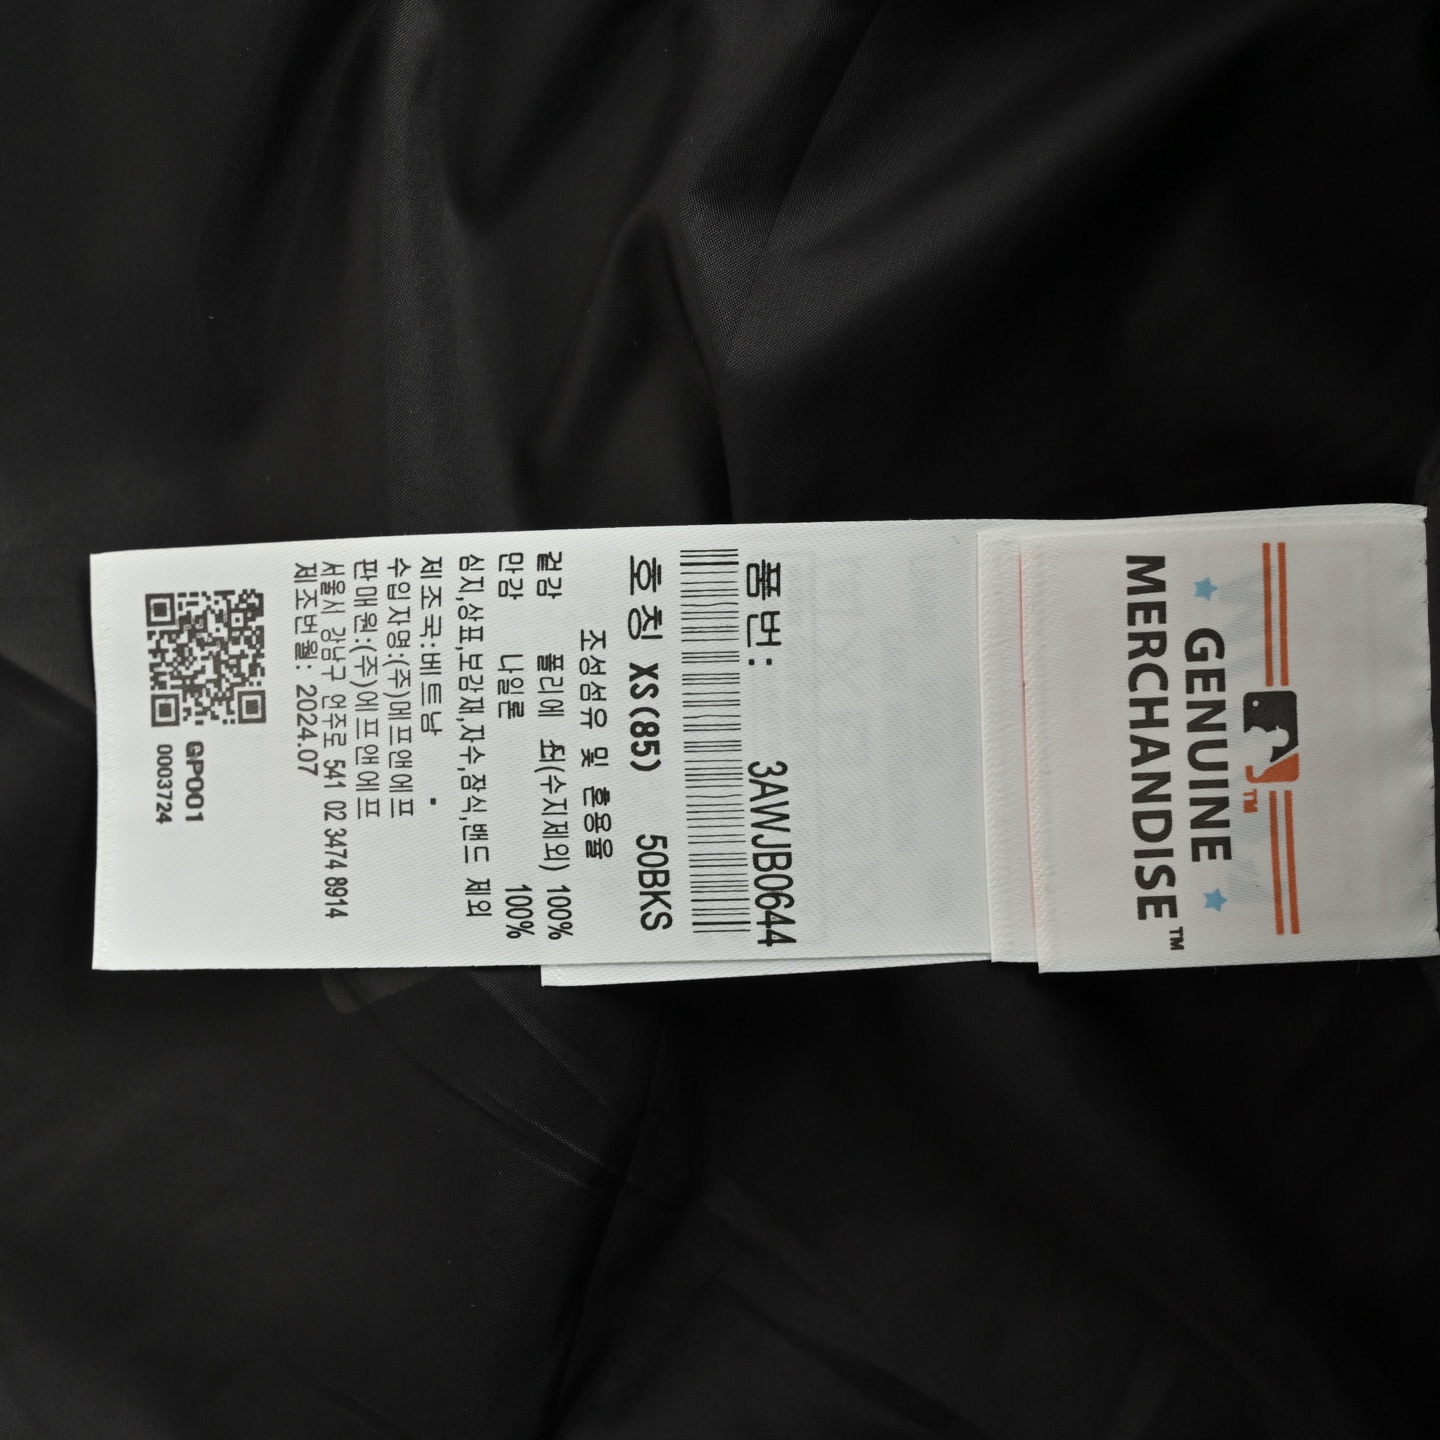 GENUINE
MERCHANDISE™
품번: 3AWJB0644
호칭 XS(85) 50BKS
조성섬유 및 혼용율
겉감 폴리에스터(수지제외) 100%
안감 나일론 100%
심지,상표,보강재,자수,장식,밴드 제외
제조국:베트남
수입자명:(주)에프앤에프
판매원:(주)에프앤에프
서울시 강남구 언주로 541 02 3474 8914
제조년월: 2024.07
GP001
0003724